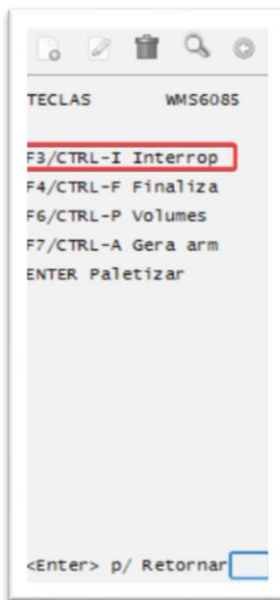 TECLAS WMS6085
F3/CTRL-I Interrop
F4/CTRL-F Finaliza
F6/CTRL-P Volumes
F7/CTRL-A Gera arm
ENTER Paletizar
<Enter> p/ Retornar